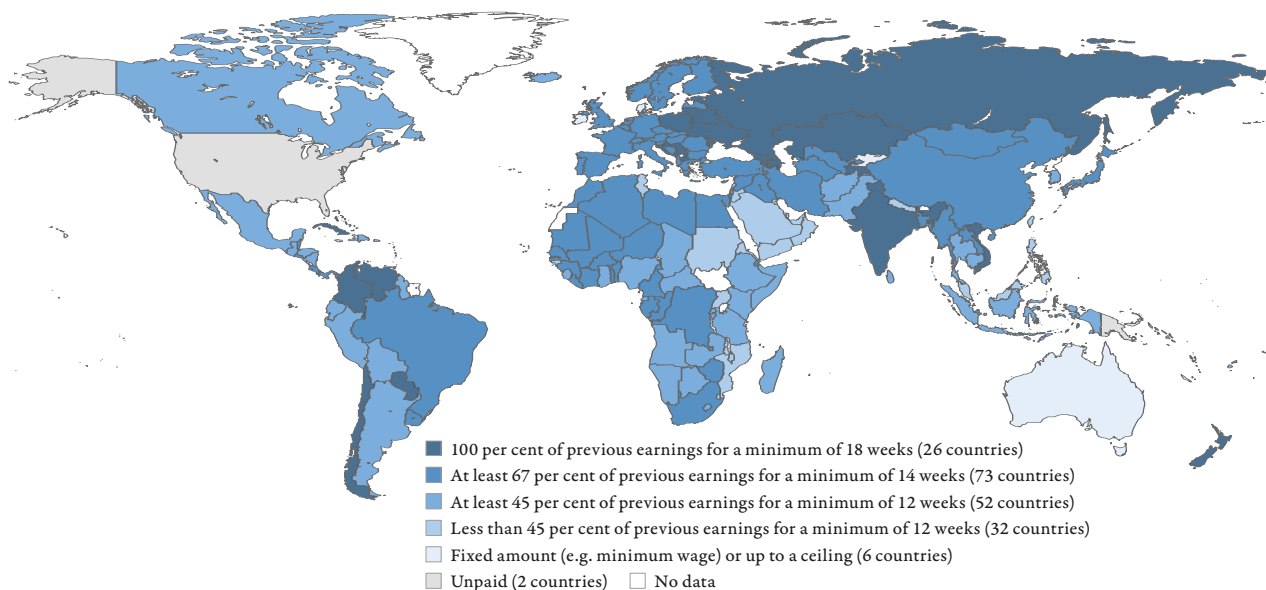 100 per cent of previous earnings for a minimum of 18 weeks (26 countries)
At least 67 per cent of previous earnings for a minimum of 14 weeks (73 countries)
At least 45 per cent of previous earnings for a minimum of 12 weeks (52 countries)
Less than 45 per cent of previous earnings for a minimum of 12 weeks (32 countries)
Fixed amount (e.g. minimum wage) or up to a ceiling (6 countries)
Unpaid (2 countries) No data